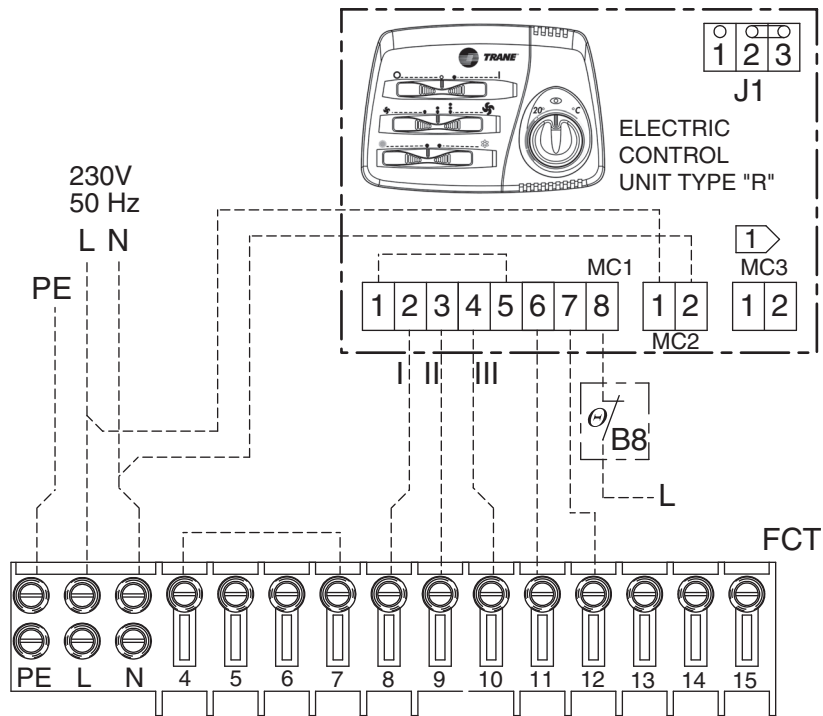 TRANE
20°
°C
1 2 3
J1
ELECTRIC
CONTROL
UNIT TYPE "R"
230V
50 Hz
L N
PE
1
MC1
MC3
1 2 3 4 5 6 7 8
1 2
1 2
MC2
I II III
Θ
B8
L
FCT
PE L N 4 5 6 7 8 9 10 11 12 13 14 15